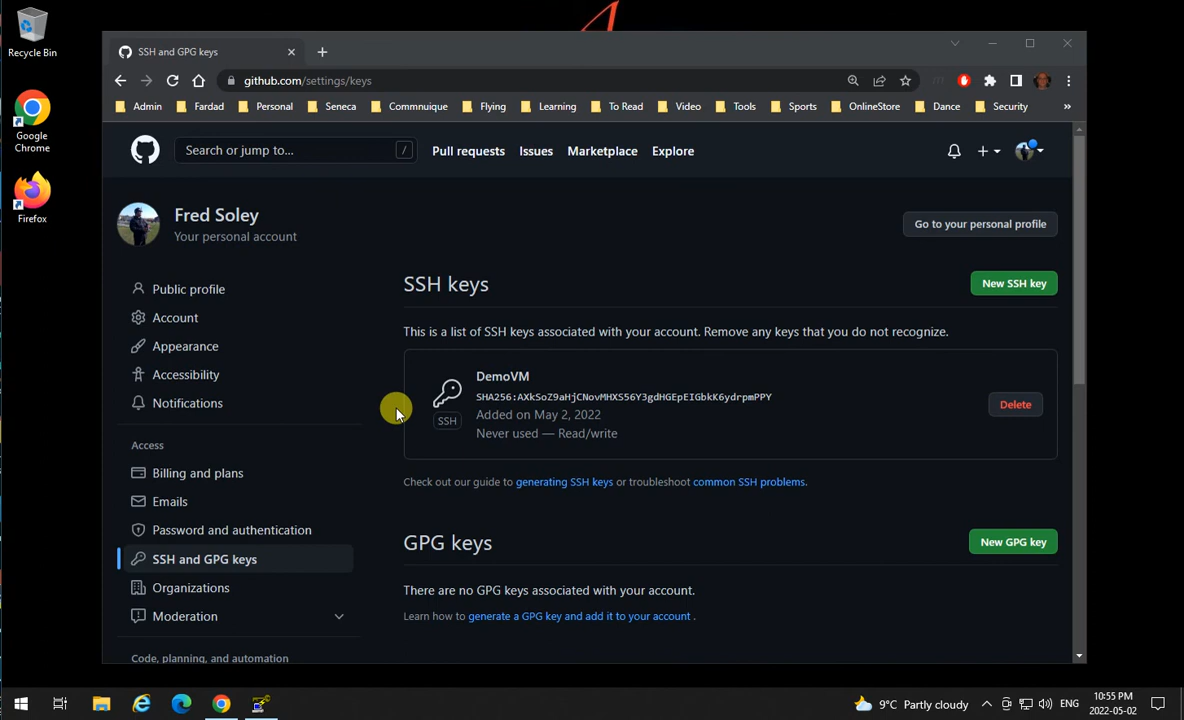 Recycle Bin
Google
Chrome
Firefox
SSH and GPG keys
github.com/settings/keys
Admin
Fardad
Personal
Seneca
Commnuique
Flying
Learning
To Read
Video
Tools
Sports
OnlineStore
Dance
Security
»
Search or jump to...
/
Pull requests
Issues
Marketplace
Explore
Fred Soley
Your personal account
Go to your personal profile
Public profile
Account
Appearance
Accessibility
Notifications
Access
Billing and plans
Emails
Password and authentication
SSH and GPG keys
Organizations
Moderation
Code, planning, and automation
SSH keys
New SSH key
This is a list of SSH keys associated with your account. Remove any keys that you do not recognize.
DemoVM
SHA256:AXkSoZ9aHjCNovMHXS56Y3gdHGEpEIGbkK6ydrpmPPY
Added on May 2, 2022
Never used — Read/write
SSH
Delete
Check out our guide to generating SSH keys or troubleshoot common SSH problems.
GPG keys
New GPG key
There are no GPG keys associated with your account.
Learn how to generate a GPG key and add it to your account .
9°C Partly cloudy
ENG
10:55 PM
2022-05-02